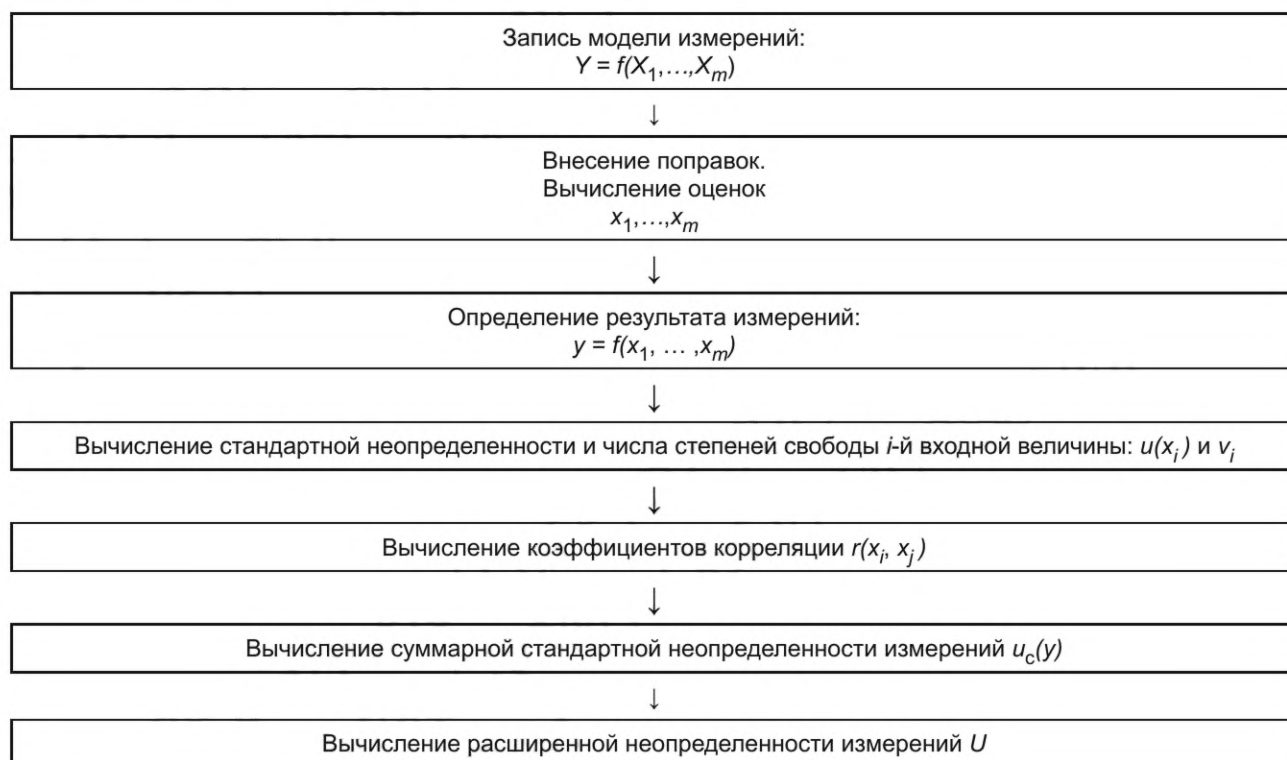 Запись модели измерений:
Y = f(X₁,…,Xₘ)
↓
Внесение поправок.
Вычисление оценок
x₁,…,xₘ
↓
Определение результата измерений:
y = f(x₁, … ,xₘ)
↓
Вычисление стандартной неопределенности и числа степеней свободы i-й входной величины: u(xᵢ) и vᵢ
↓
Вычисление коэффициентов корреляции r(xᵢ, xⱼ)
↓
Вычисление суммарной стандартной неопределенности измерений u_c(y)
↓
Вычисление расширенной неопределенности измерений U